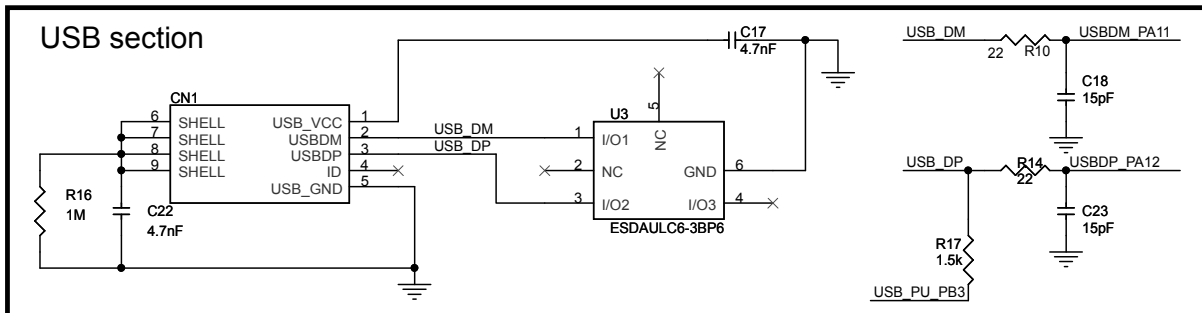 USB section
CN1
6 SHELL
7 SHELL
8 SHELL
9 SHELL
USB_VCC 1
USBDM 2
USBDP 3
ID 4
USB_GND 5
R16
1M
C22
4.7nF
USB_DM
USB_DP
C17
4.7nF
U3
1 I/O1
2 NC
3 I/O2
NC 5
GND 6
I/O3 4
ESDAULC6-3BP6
USB_DM
22 R10
USBDM_PA11
C18
15pF
USB_DP
R14
22
USBDP_PA12
C23
15pF
R17
1.5k
USB_PU_PB3